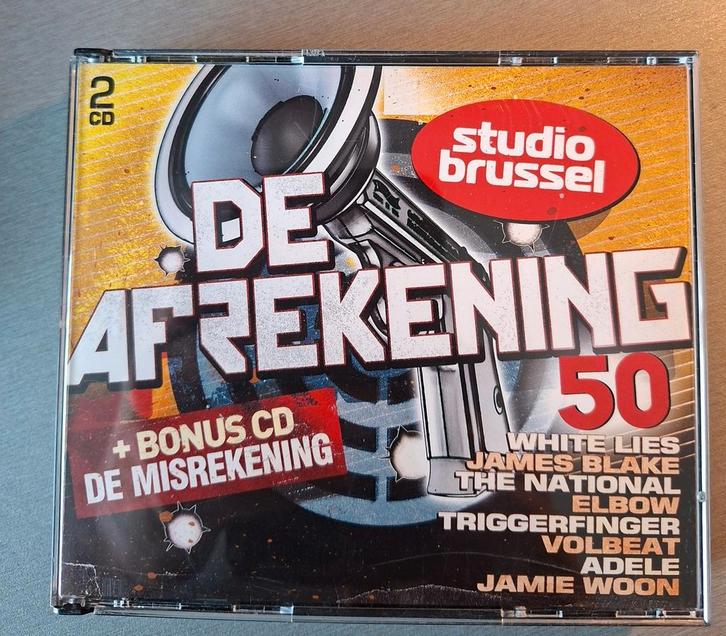 2
CD
studio
brussel
DE
AFREKENING
50
+ BONUS CD
DE MISREKENING
WHITE LIES
JAMES BLAKE
THE NATIONAL
ELBOW
TRIGGERFINGER
VOLBEAT
ADELE
JAMIE WOON